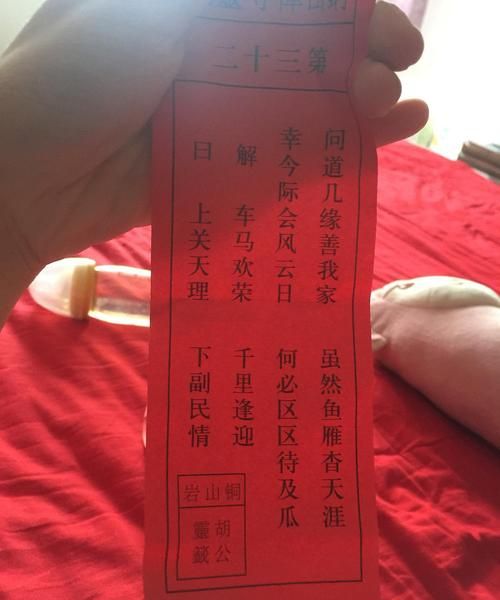 第三十二
问道几缘善我家 虽然鱼雁杳天涯
幸今际会风云日 何必区区待及瓜
解 车马欢荣 千里逢迎
曰 上关天理 下副民情
铜山岩
胡公
靈籤